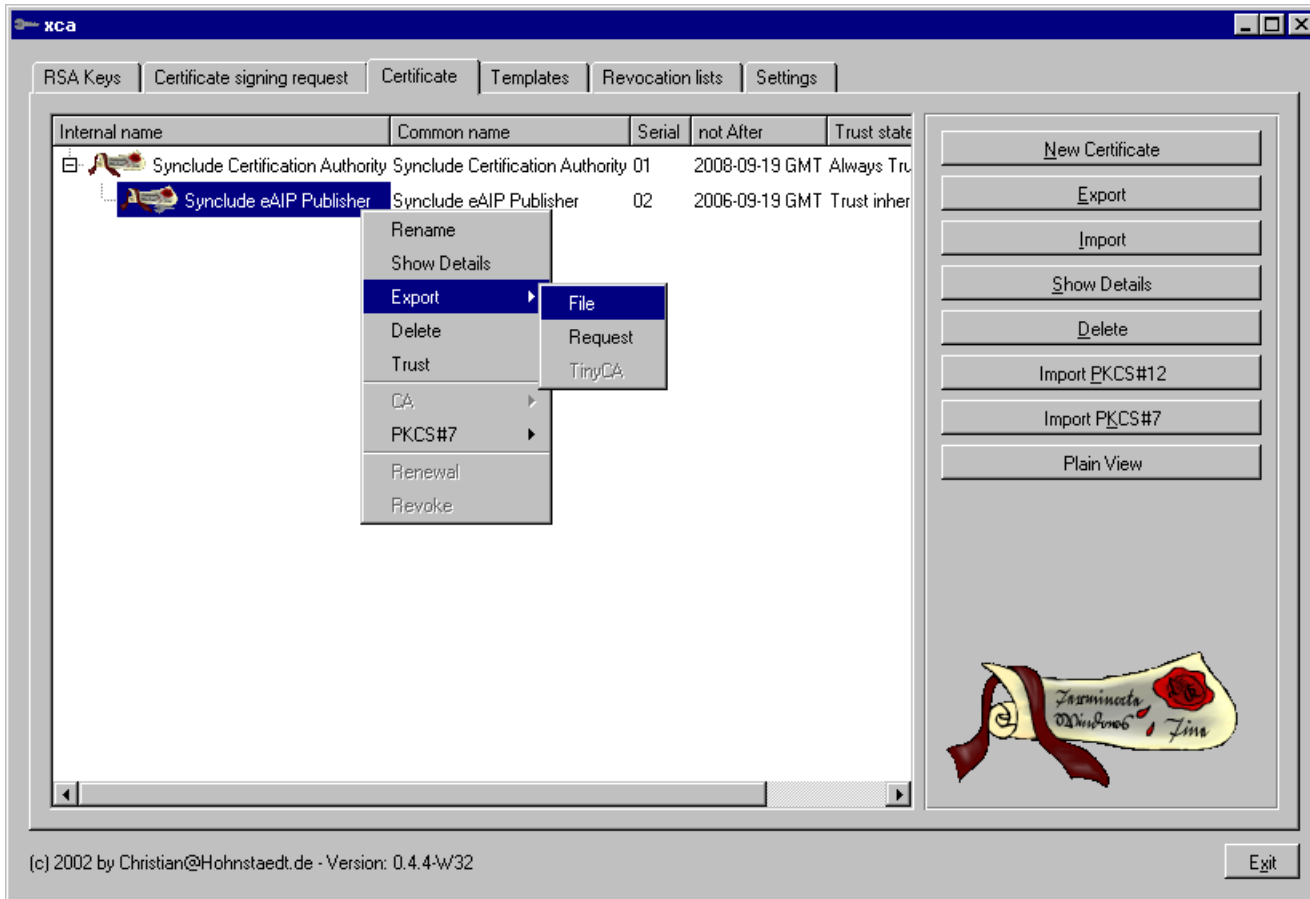 xca
RSA Keys Certificate signing request Certificate Templates Revocation lists Settings
Internal name Common name Serial not After Trust state
Synclude Certification Authority Synclude Certification Authority 01 2008-09-19 GMT Always Tru
Synclude eAIP Publisher Synclude eAIP Publisher 02 2006-09-19 GMT Trust inher
Rename
Show Details
Export
Delete
Trust
CA
PKCS#7
Renewal
Revoke
File
Request
TinyCA
New Certificate
Export
Import
Show Details
Delete
Import PKCS#12
Import PKCS#7
Plain View
Windows
(c) 2002 by Christian@Hohnstaedt.de - Version: 0.4.4-W32
Exit